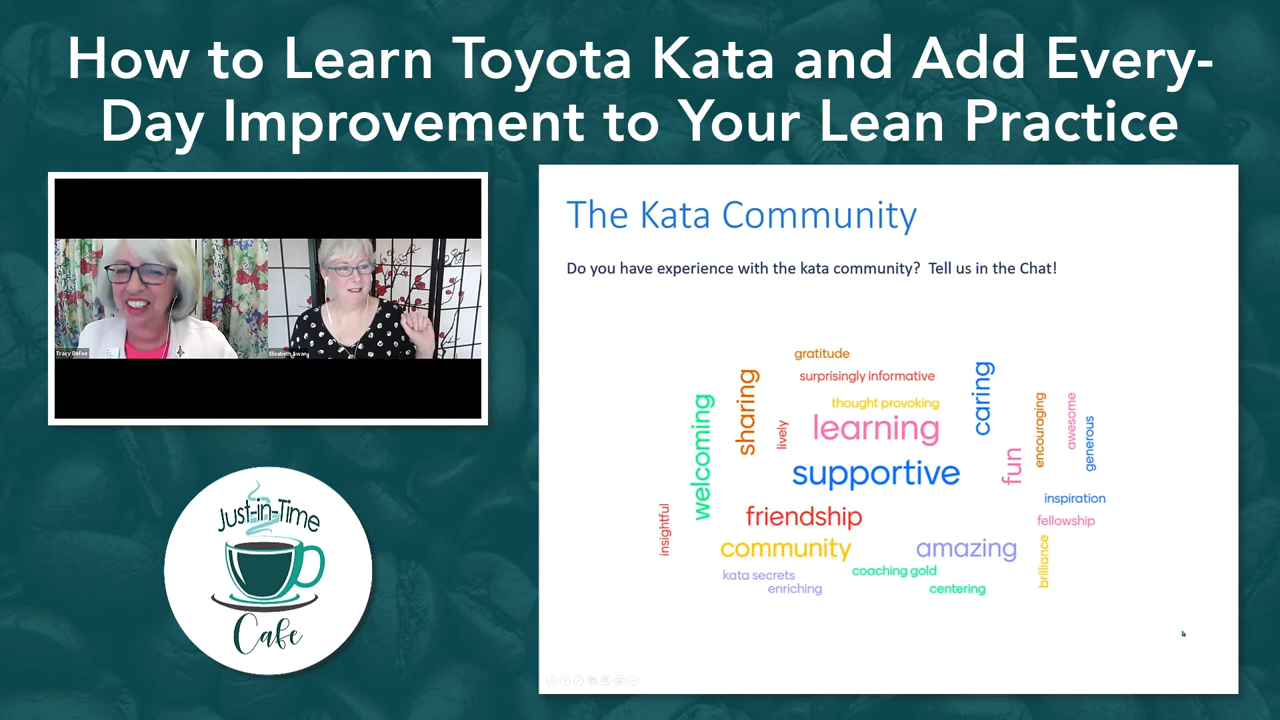 How to Learn Toyota Kata and Add Every-
Day Improvement to Your Lean Practice
Tracy Defoe
Elisabeth Swan
Just-in-Time
Cafe
The Kata Community
Do you have experience with the kata community?  Tell us in the Chat!
gratitude
surprisingly informative
caring
sharing
thought provoking
welcoming
lively
learning
encouraging
awesome
generous
supportive
fun
insightful
inspiration
friendship
fellowship
community
amazing
brilliance
kata secrets
coaching gold
enriching
centering